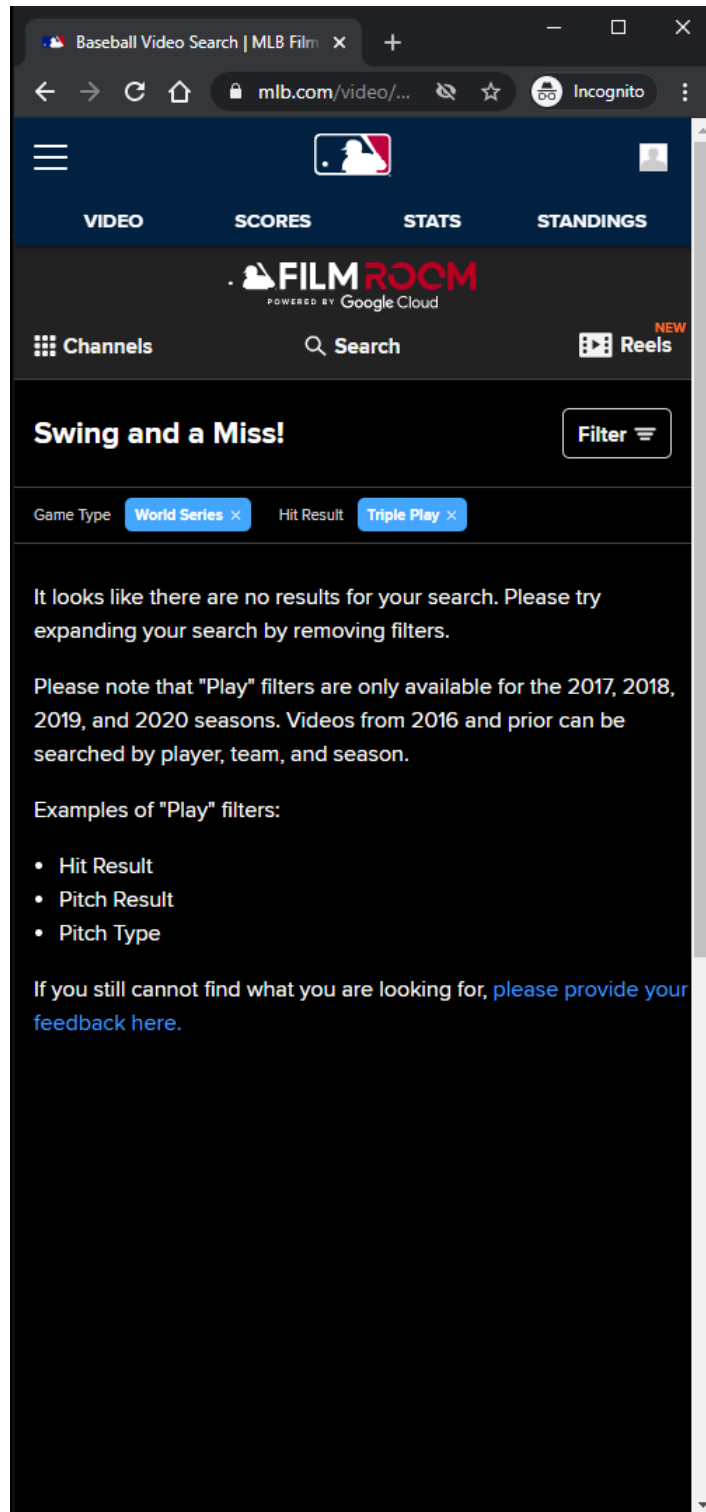 Baseball Video Search | MLB Film
mlb.com/video/...
Incognito
VIDEO SCORES STATS STANDINGS
FILM ROOM
POWERED BY Google Cloud
NEW
Channels Search Reels
Swing and a Miss!
Filter
Game Type World Series × Hit Result Triple Play ×
It looks like there are no results for your search. Please try
expanding your search by removing filters.
Please note that "Play" filters are only available for the 2017, 2018,
2019, and 2020 seasons. Videos from 2016 and prior can be
searched by player, team, and season.
Examples of "Play" filters:
• Hit Result
• Pitch Result
• Pitch Type
If you still cannot find what you are looking for, please provide your
feedback here.